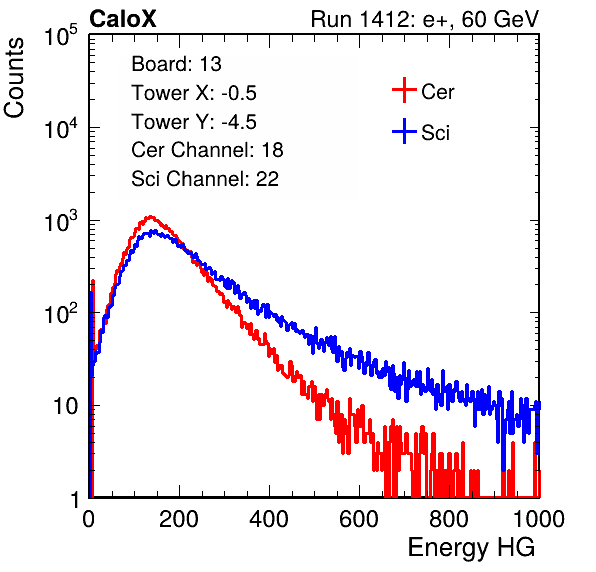 CaloX Run 1412: e+, 60 GeV
Counts
Board: 13
Tower X: -0.5
Tower Y: -4.5
Cer Channel: 18
Sci Channel: 22
Cer
Sci
10^5
10^4
10^3
10^2
10
1
0 200 400 600 800 1000
Energy HG